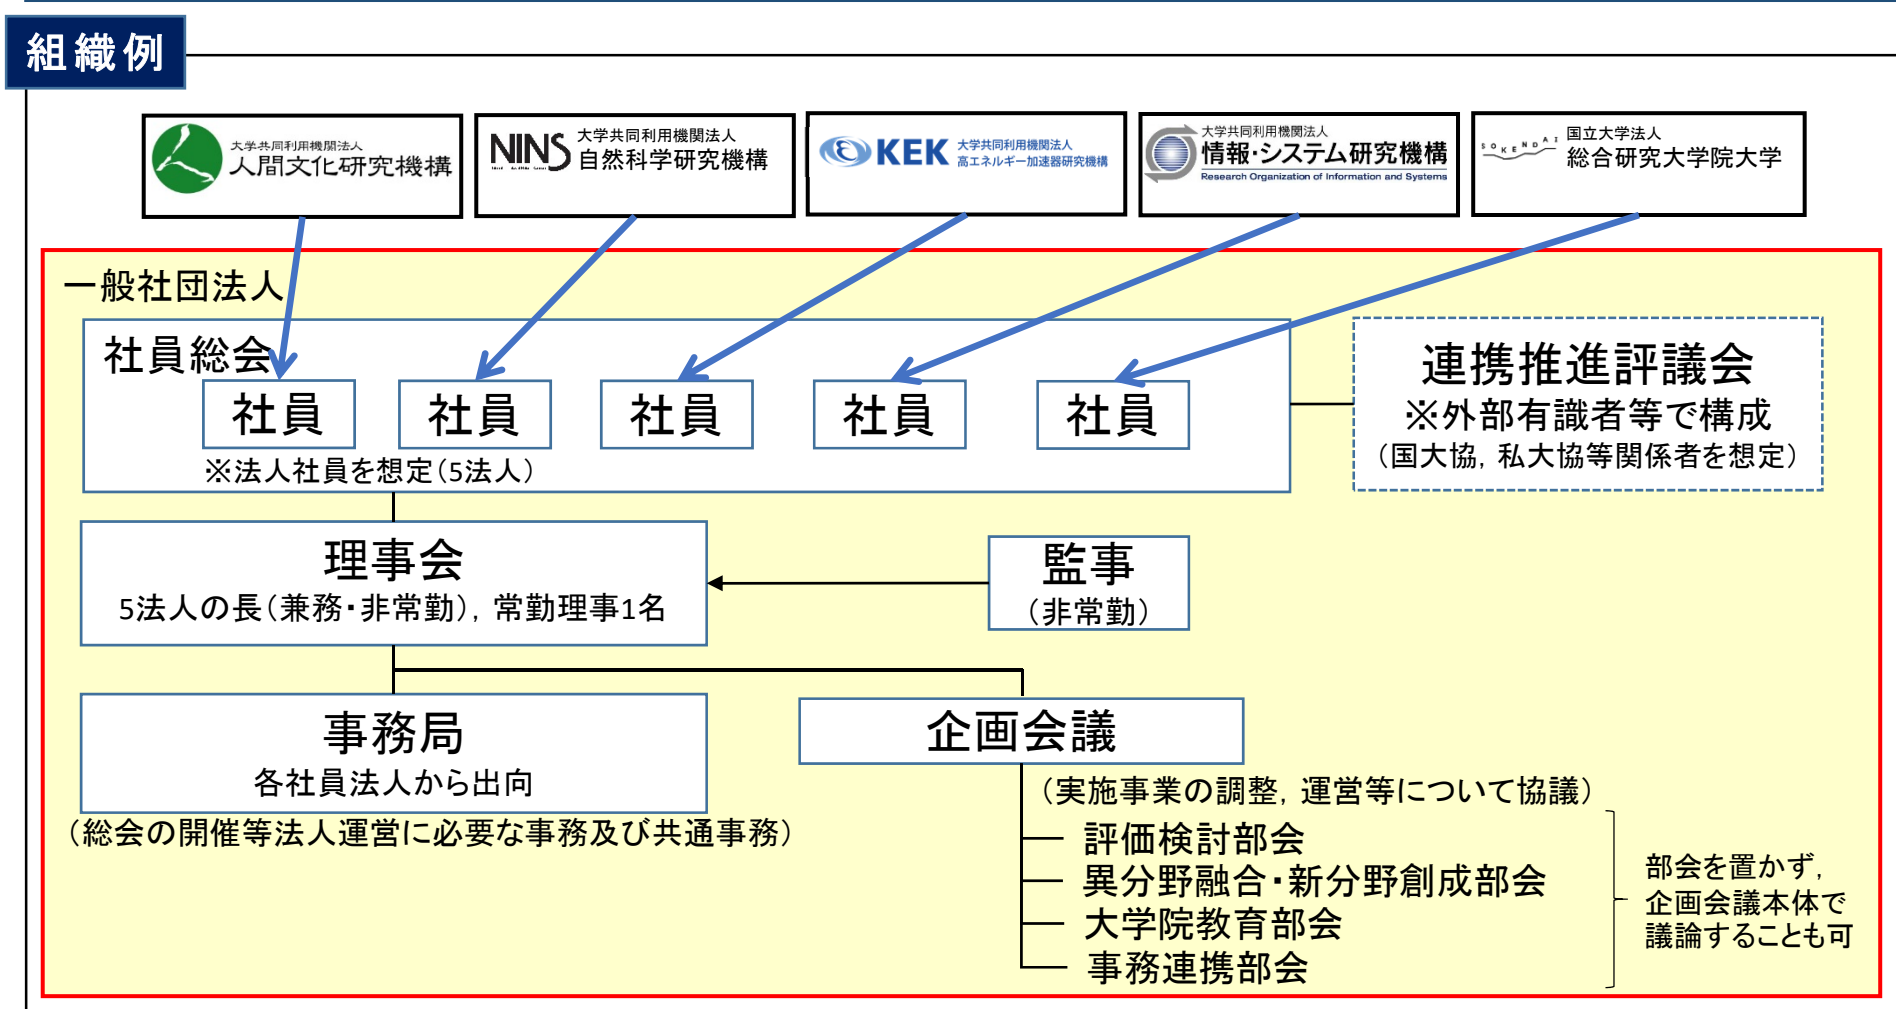 組織例
大学共同利用機関法人
人間文化研究機構
NINS
大学共同利用機関法人
自然科学研究機構
KEK
大学共同利用機関法人
高エネルギー加速器研究機構
大学共同利用機関法人
情報・システム研究機構
Research Organization of Information and Systems
SOKENDAI
国立大学法人
総合研究大学院大学
一般社団法人
社員総会
社員
社員
社員
社員
社員
※法人社員を想定(5法人)
連携推進評議会
※外部有識者等で構成
(国大協,私大協等関係者を想定)
理事会
5法人の長(兼務・非常勤),常勤理事1名
監事
(非常勤)
事務局
各社員法人から出向
(総会の開催等法人運営に必要な事務及び共通事務)
企画会議
(実施事業の調整,運営等について協議)
評価検討部会
異分野融合・新分野創成部会
大学院教育部会
事務連携部会
部会を置かず,
企画会議本体で
議論することも可